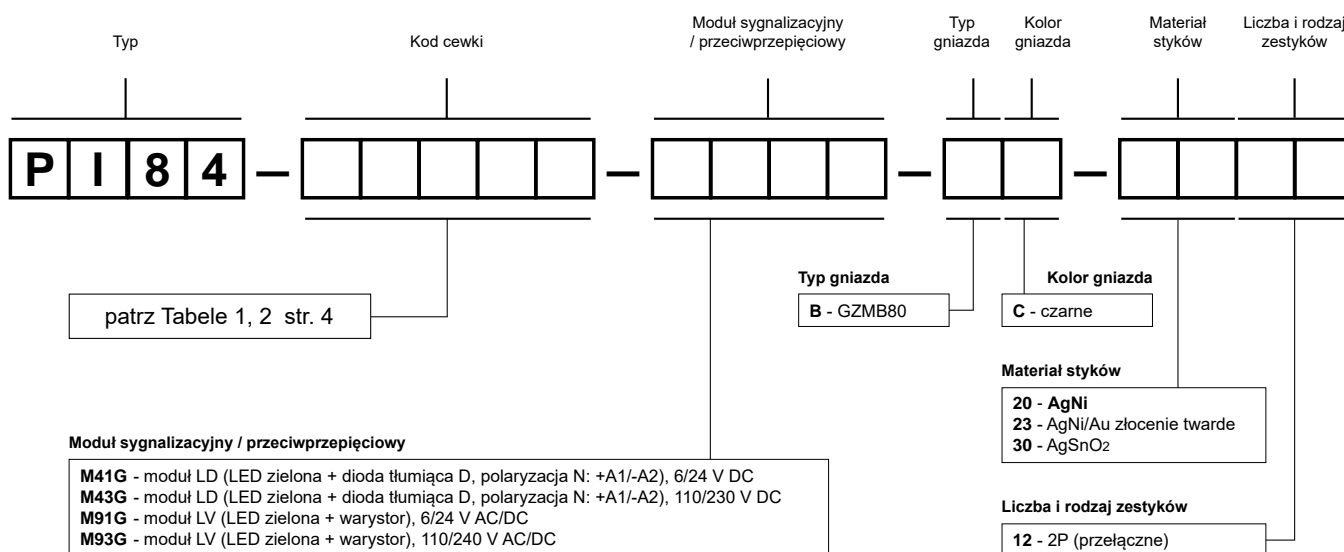 Typ
Kod cewki
Moduł sygnalizacyjny
/ przeciwprzepięciowy
Typ
gniazda
Kolor
gniazda
Materiał
styków
Liczba i rodzaj
zestyków
P I 8 4 – – – –
patrz Tabele 1, 2 str. 4
Typ gniazda
B - GZMB80
Kolor gniazda
C - czarne
Materiał styków
20 - AgNi
23 - AgNi/Au złocenie twarde
30 - AgSnO2
Moduł sygnalizacyjny / przeciwprzepięciowy
M41G - moduł LD (LED zielona + dioda tłumiąca D, polaryzacja N: +A1/-A2), 6/24 V DC
M43G - moduł LD (LED zielona + dioda tłumiąca D, polaryzacja N: +A1/-A2), 110/230 V DC
M91G - moduł LV (LED zielona + warystor), 6/24 V AC/DC
M93G - moduł LV (LED zielona + warystor), 110/240 V AC/DC
Liczba i rodzaj zestyków
12 - 2P (przełączne)